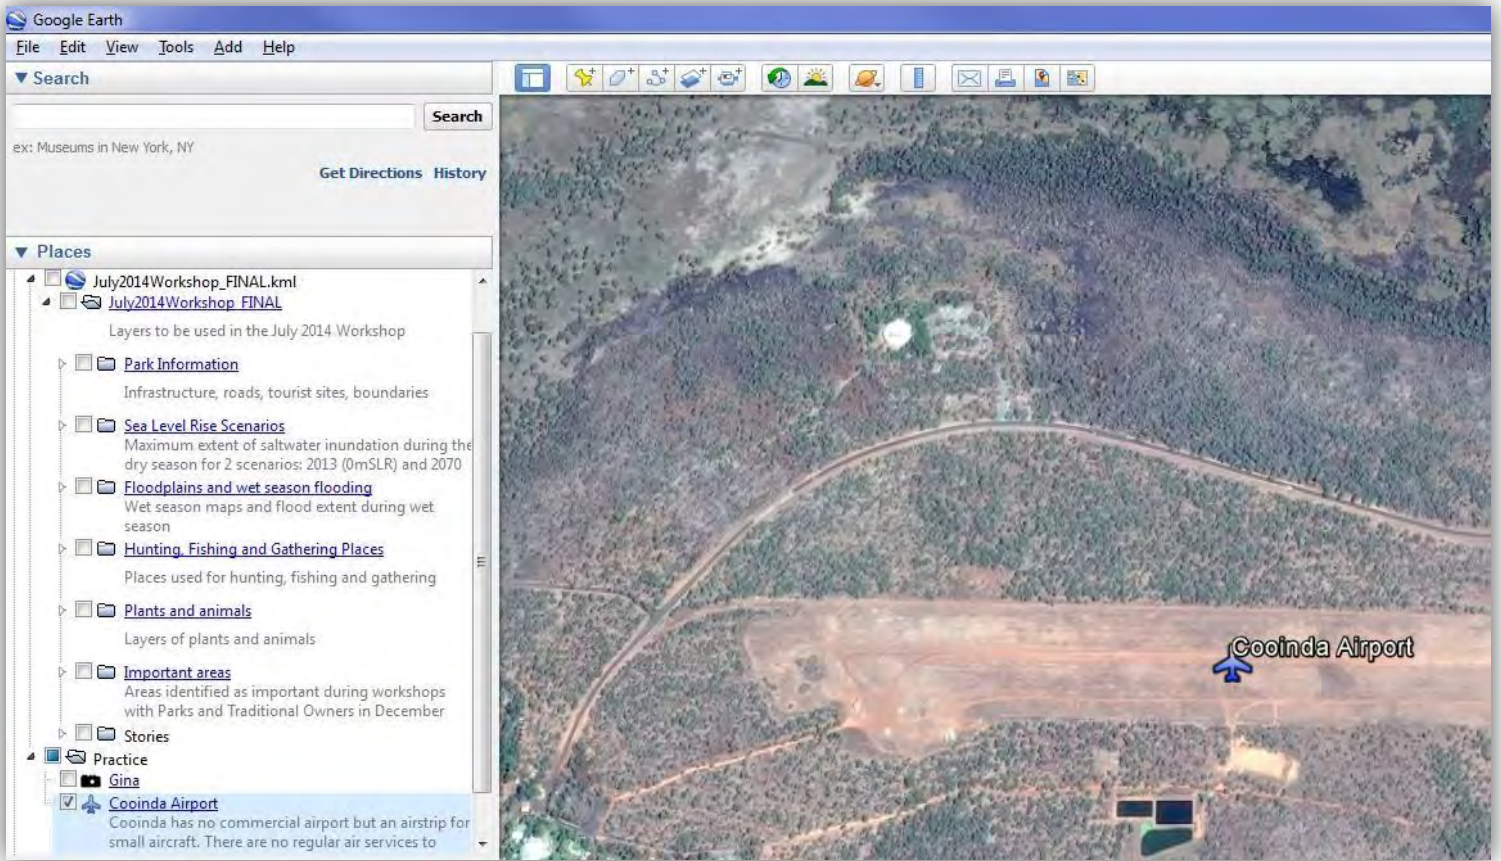 Google Earth
File Edit View Tools Add Help
Search
Search
ex: Museums in New York, NY
Get Directions History
Places
July2014Workshop_FINAL.kml
July2014Workshop_FINAL
Layers to be used in the July 2014 Workshop
Park Information
Infrastructure, roads, tourist sites, boundaries
Sea Level Rise Scenarios
Maximum extent of saltwater inundation during the
dry season for 2 scenarios: 2013 (0mSLR) and 2070
Floodplains and wet season flooding
Wet season maps and flood extent during wet
season
Hunting, Fishing and Gathering Places
Places used for hunting, fishing and gathering
Plants and animals
Layers of plants and animals
Important areas
Areas identified as important during workshops
with Parks and Traditional Owners in December
Stories
Practice
Gina
Cooinda Airport
Cooinda has no commercial airport but an airstrip for
small aircraft. There are no regular air services to
Cooinda Airport